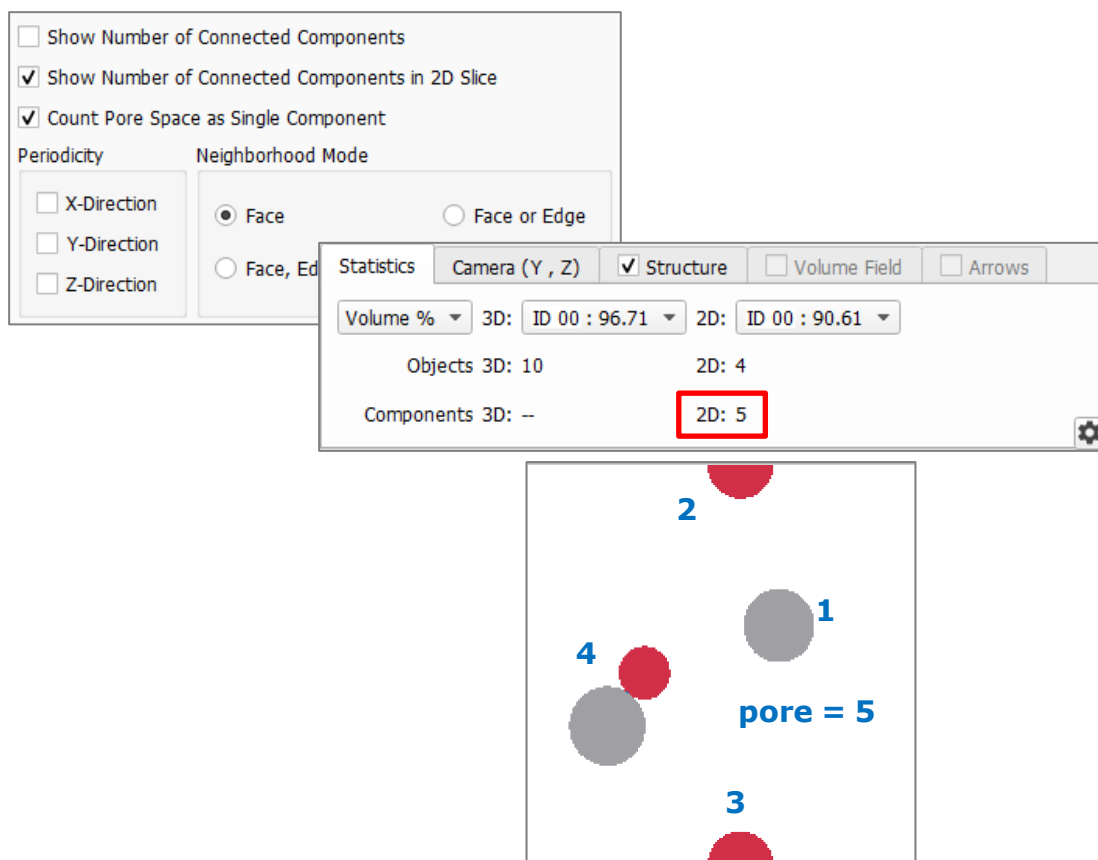 Show Number of Connected Components
Show Number of Connected Components in 2D Slice
Count Pore Space as Single Component
Periodicity
Neighborhood Mode
X-Direction
Y-Direction
Z-Direction
Face
Face or Edge
Face, Ed
Statistics
Camera (Y , Z)
Structure
Volume Field
Arrows
Volume % 3D: ID 00 : 96.71 2D: ID 00 : 90.61
Objects 3D: 10 2D: 4
Components 3D: -- 2D: 5
2
1
4
pore = 5
3